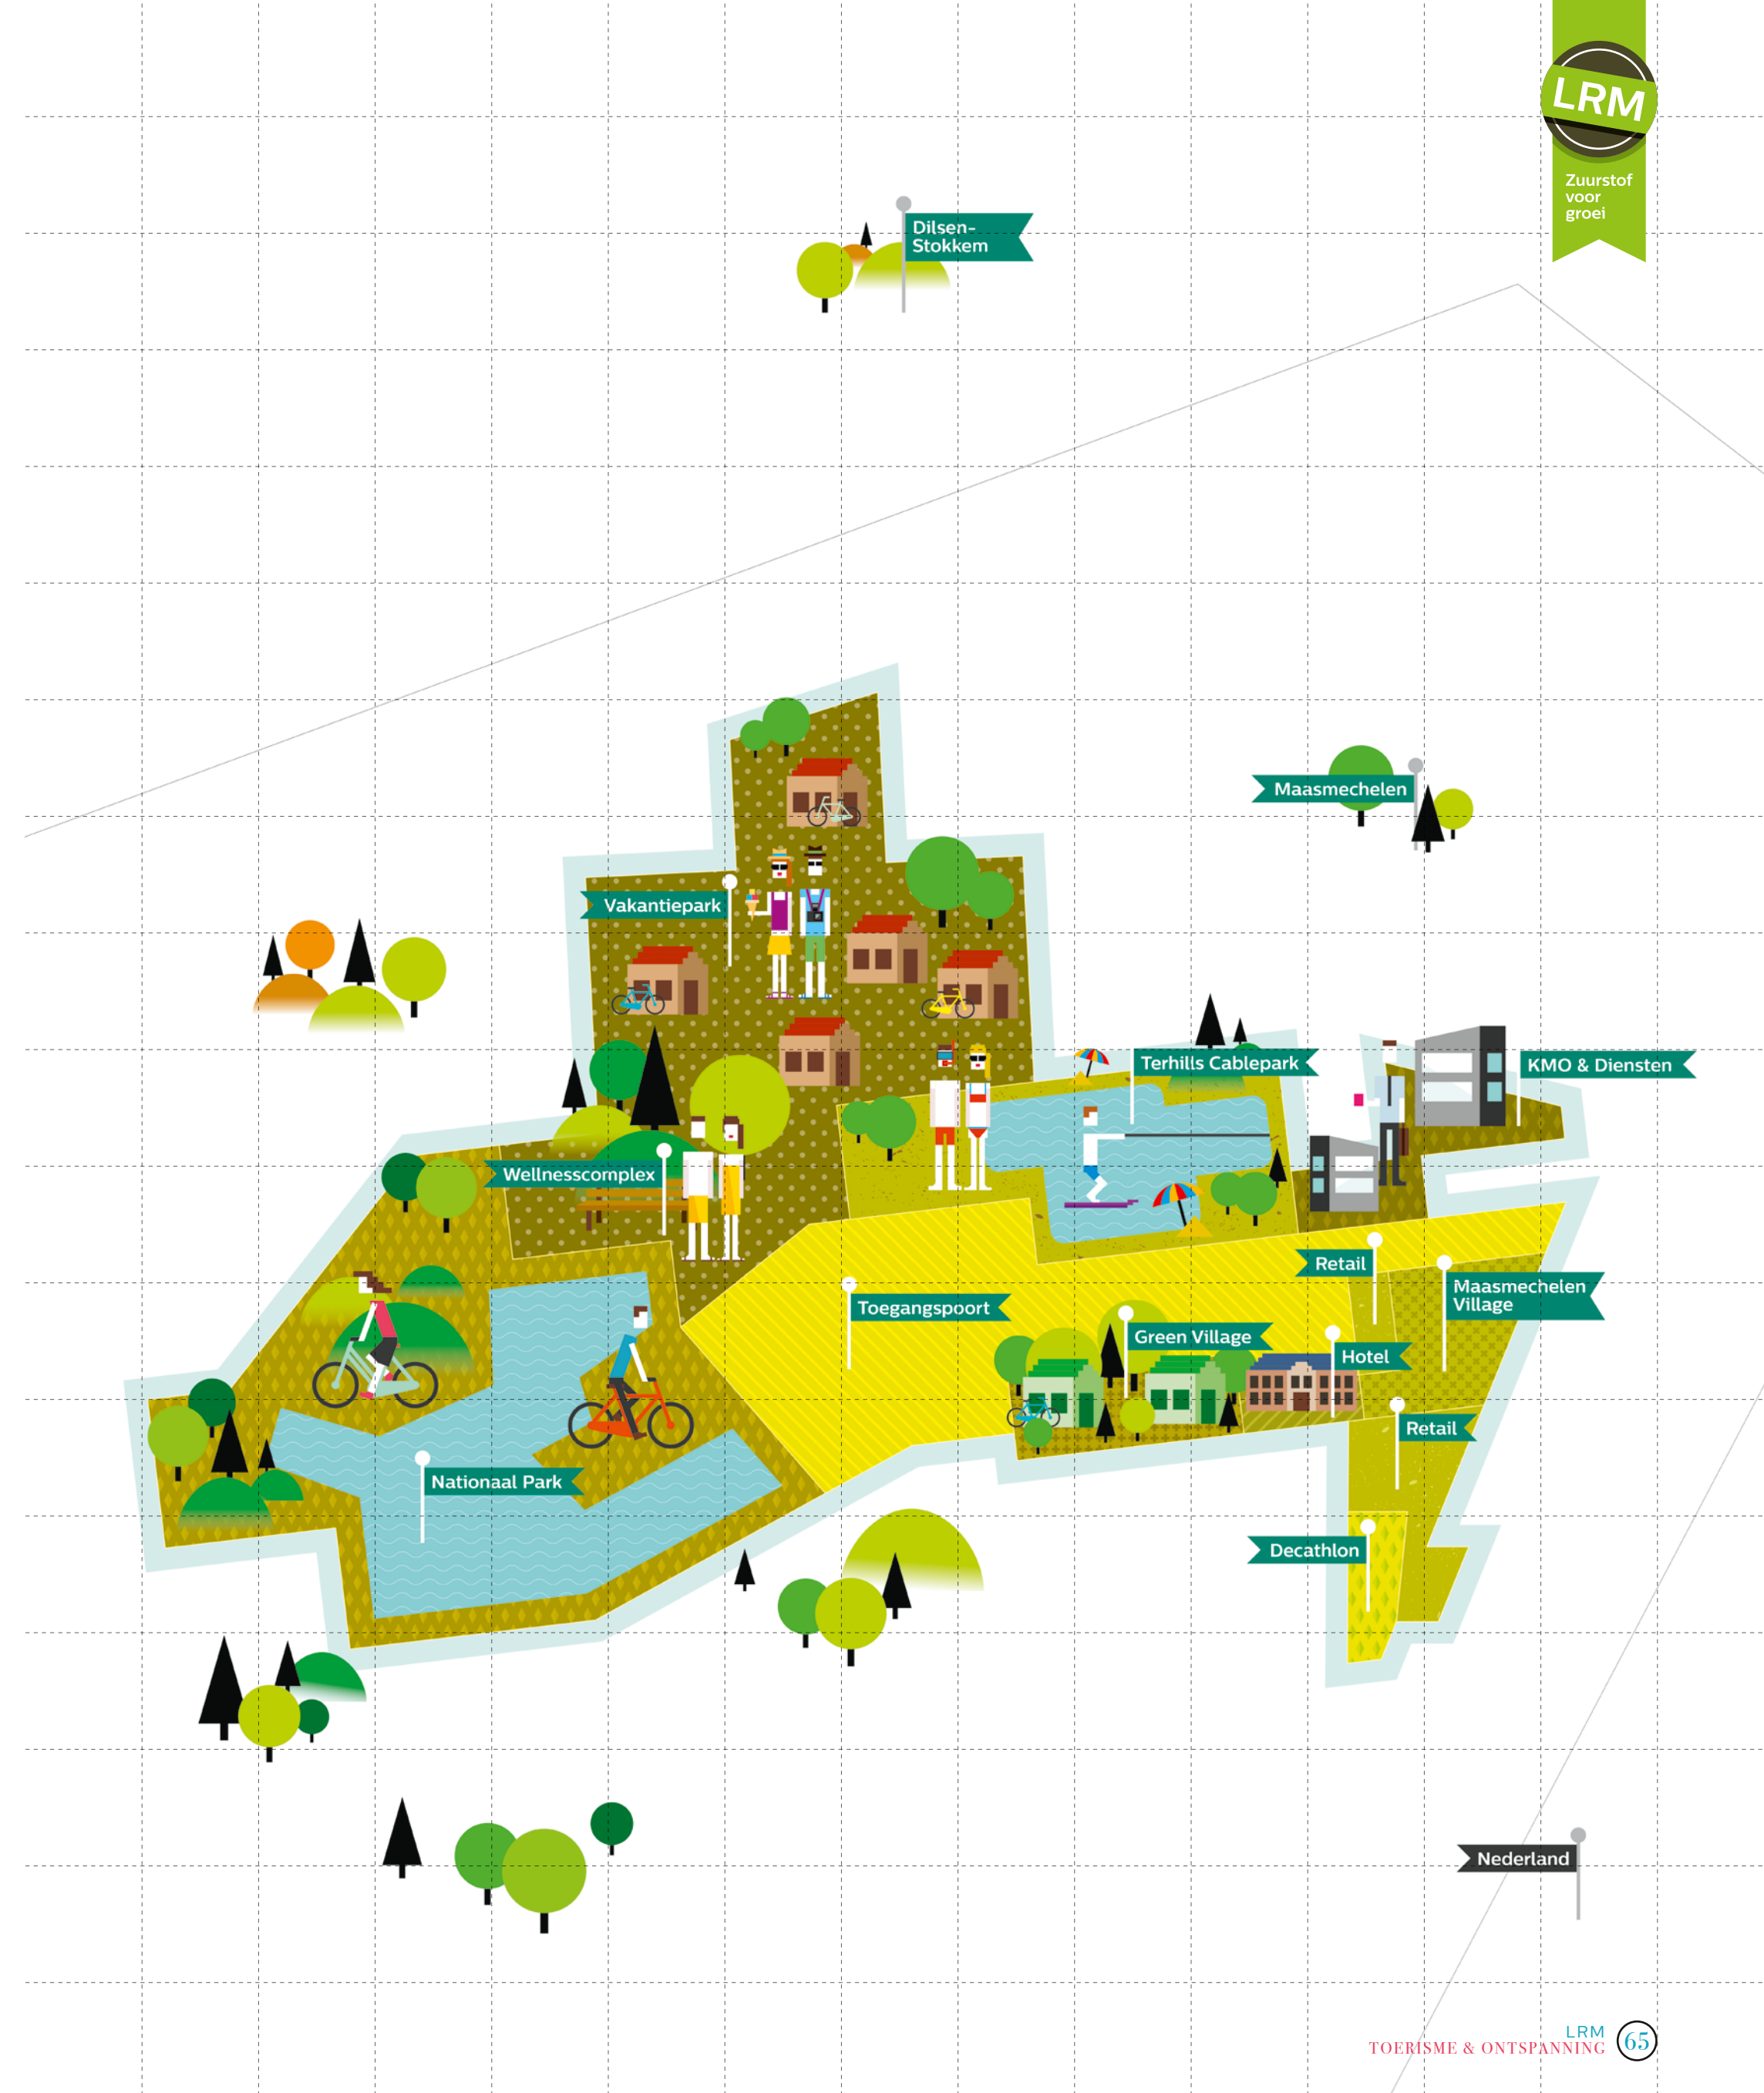 LRM
Zuurstof
voor
groei
Dilsen-
Stokkem
Maasmechelen
Vakantiepark
Terhills Cablepark
KMO & Diensten
Wellnesscomplex
Retail
Maasmechelen
Village
Toegangspoort
Green Village
Hotel
Retail
Nationaal Park
Decathlon
Nederland
LRM
TOERISME & ONTSPANNING
65